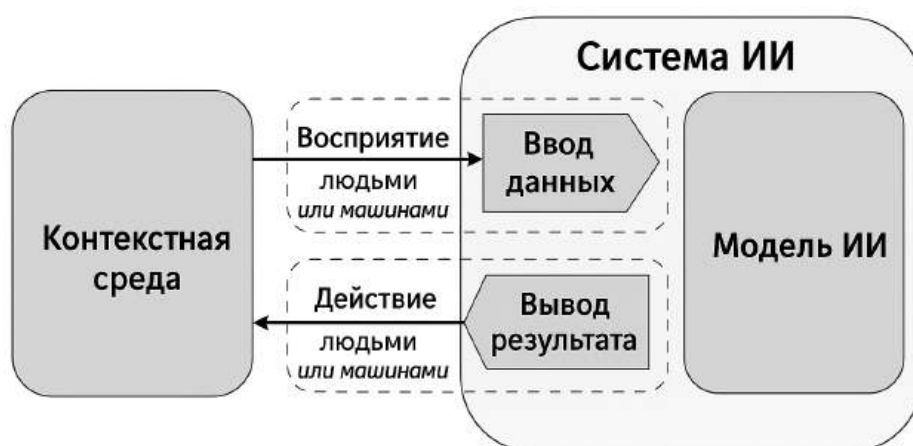 Система ИИ
Контекстная
среда
Восприятие
людьми
или машинами
Ввод
данных
Действие
людьми
или машинами
Вывод
результата
Модель ИИ